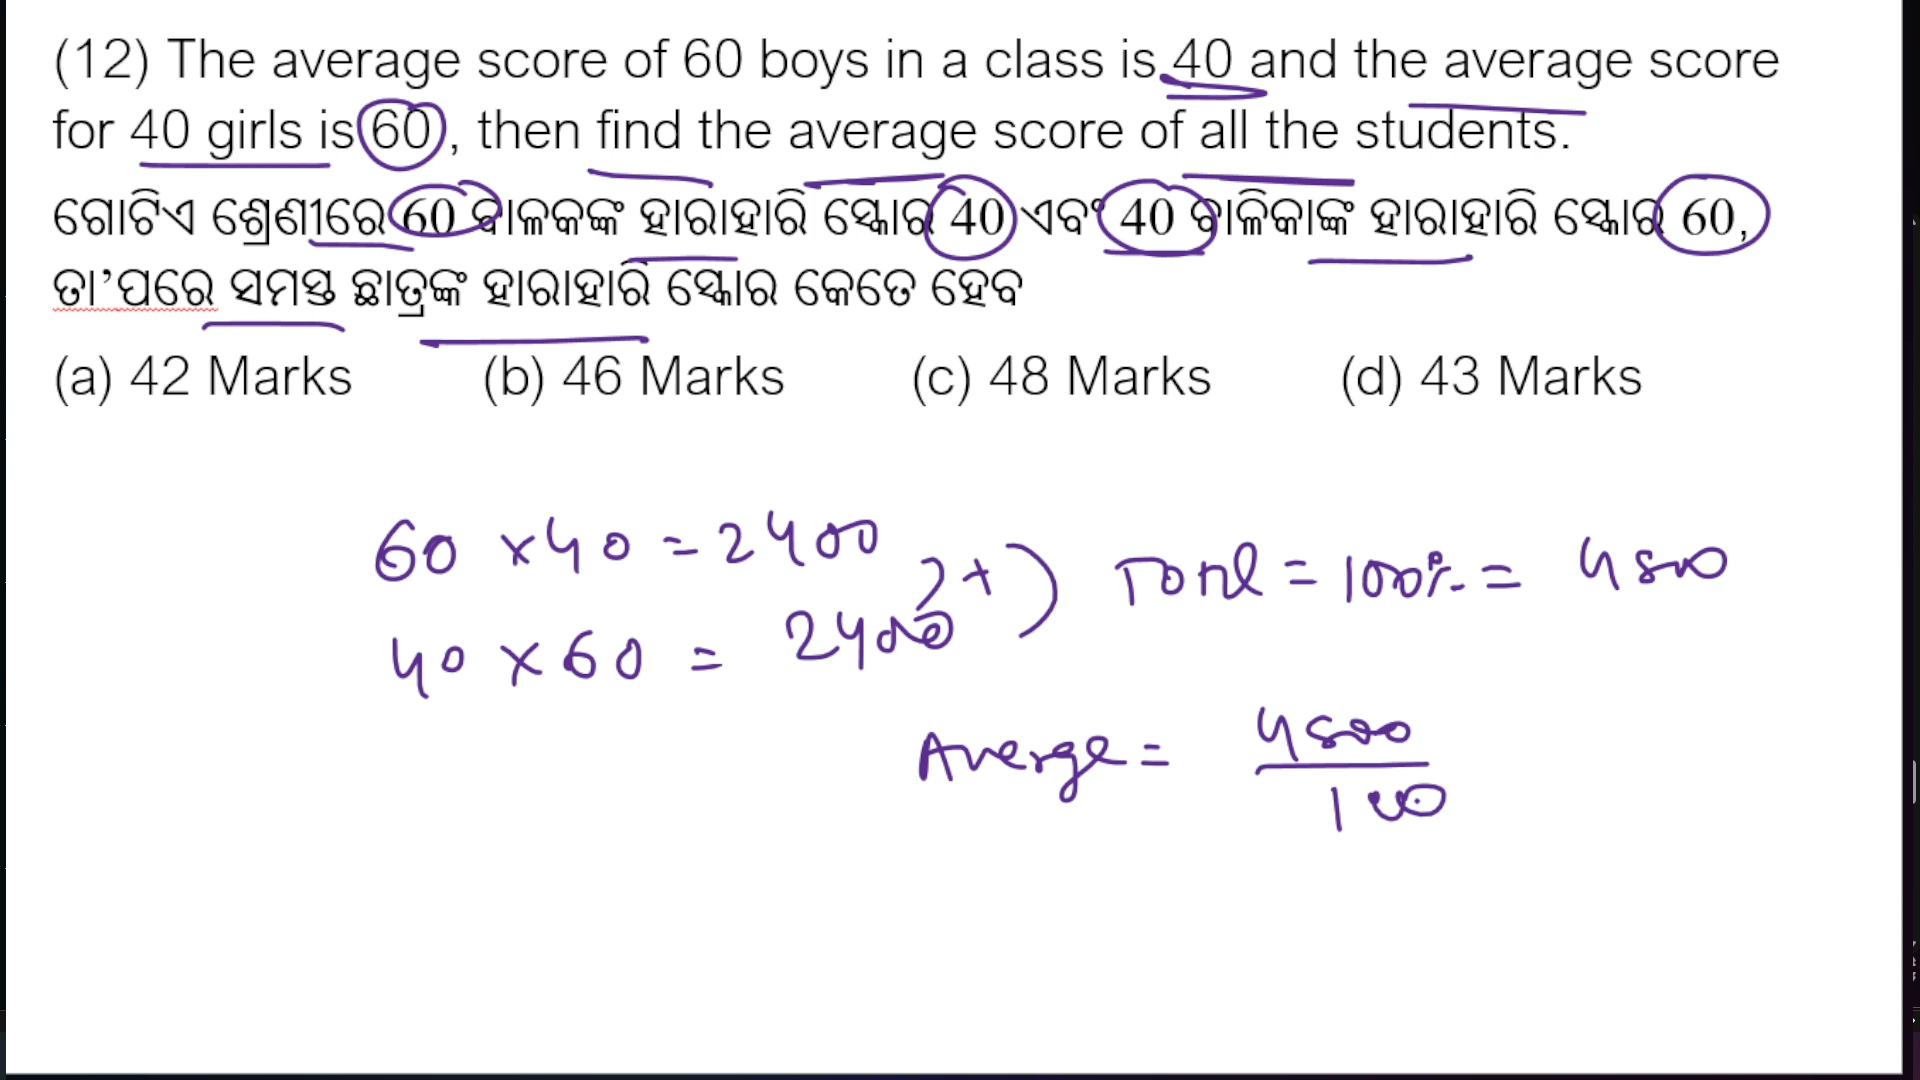 (12) The average score of 60 boys in a class is 40 and the average score
for 40 girls is 60, then find the average score of all the students.
ଗୋଟିଏ ଶ୍ରେଣୀରେ 60 ବାଳକଙ୍କ ହାରାହାରି ସ୍କୋର 40 ଏବଂ 40 ବାଳିକାଙ୍କ ହାରାହାରି ସ୍କୋର 60,
ତା’ପରେ ସମସ୍ତ ଛାତ୍ରଙ୍କ ହାରାହାରି ସ୍କୋର କେତେ ହେବ
(a) 42 Marks (b) 46 Marks (c) 48 Marks (d) 43 Marks
60 × 40 = 2400
40 × 60 = 2400
+) Total = 100%. = 4800
Averge = 4800
100